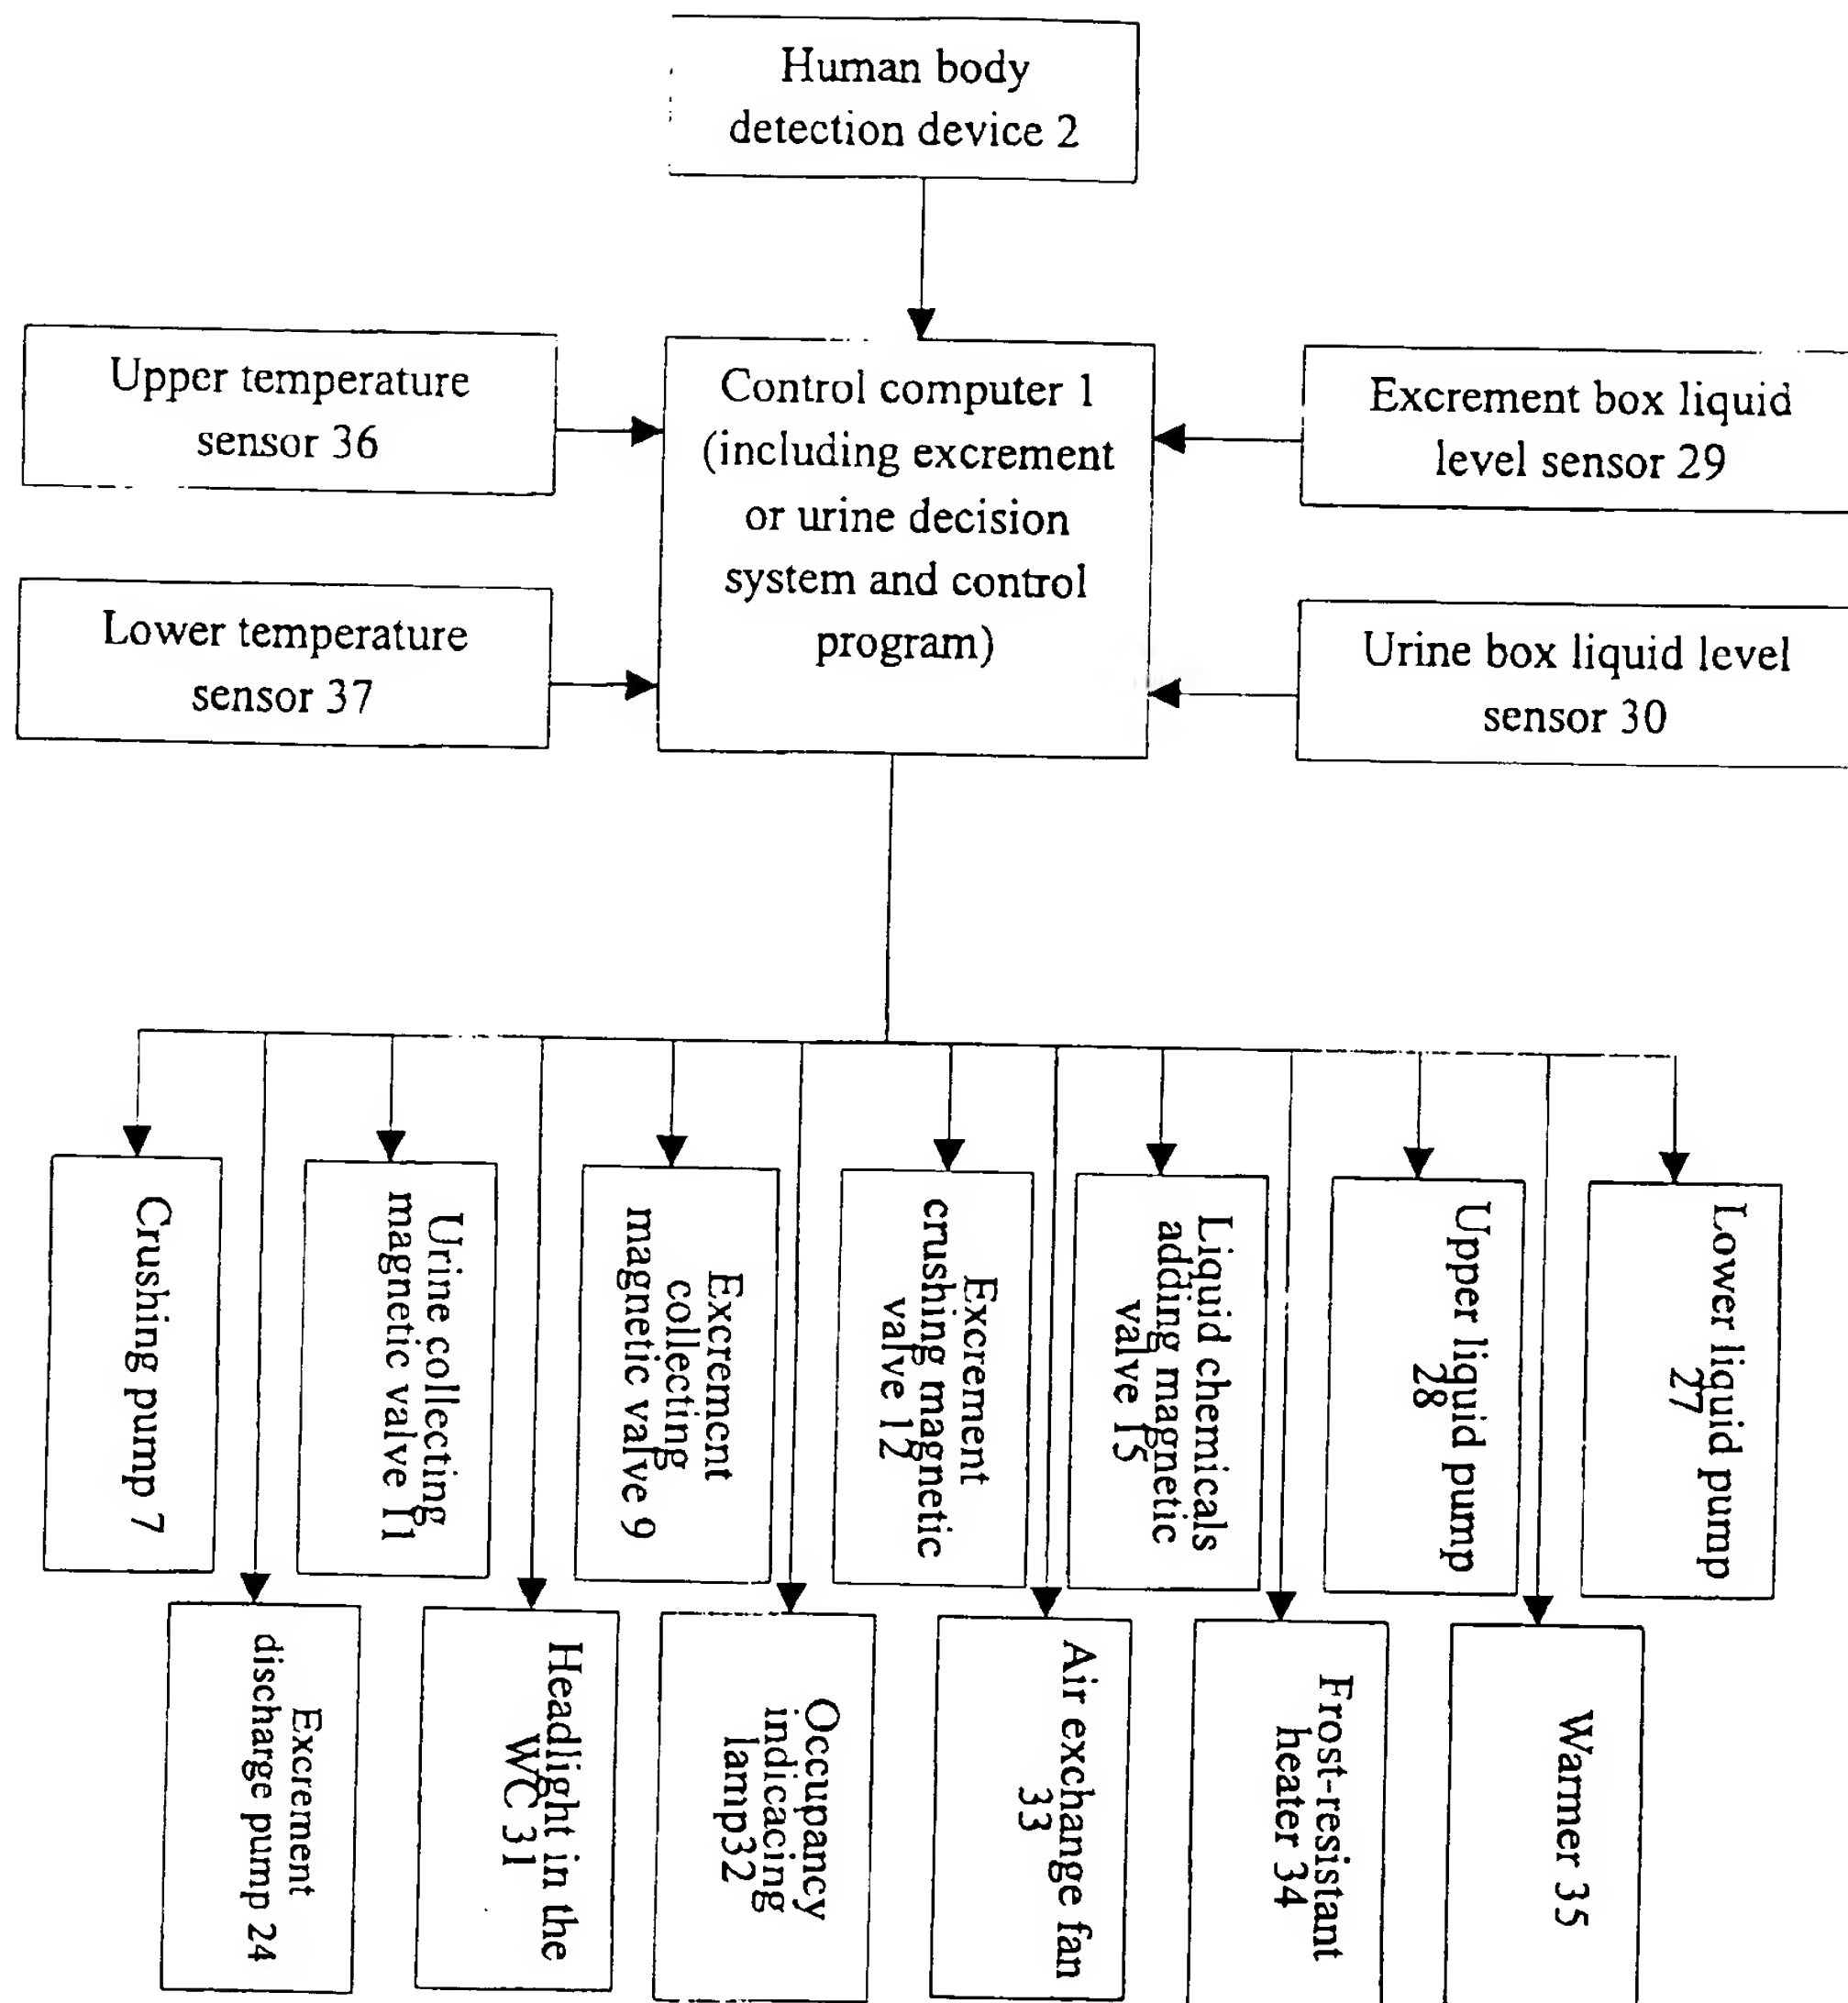 Human body
detection device 2
Upper temperature
sensor 36
Control computer 1
(including excrement
or urine decision
system and control
program)
Excrement box liquid
level sensor 29
Lower temperature
sensor 37
Urine box liquid level
sensor 30
Crushing pump 7
Urine collecting
magnetic valve 11
Excrement
collecting
magnetic valve 9
Excrement
crushing magnetic
valve 12
Liquid chemicals
adding magnetic
valve 15
Upper liquid pump
28
Lower liquid pump
27
Excrement
discharge pump 24
Headlight in the
WC 31
Occupancy
indicacing
lamp32
Air exchange fan
33
Frost-resistant
heater 34
Warmer 35